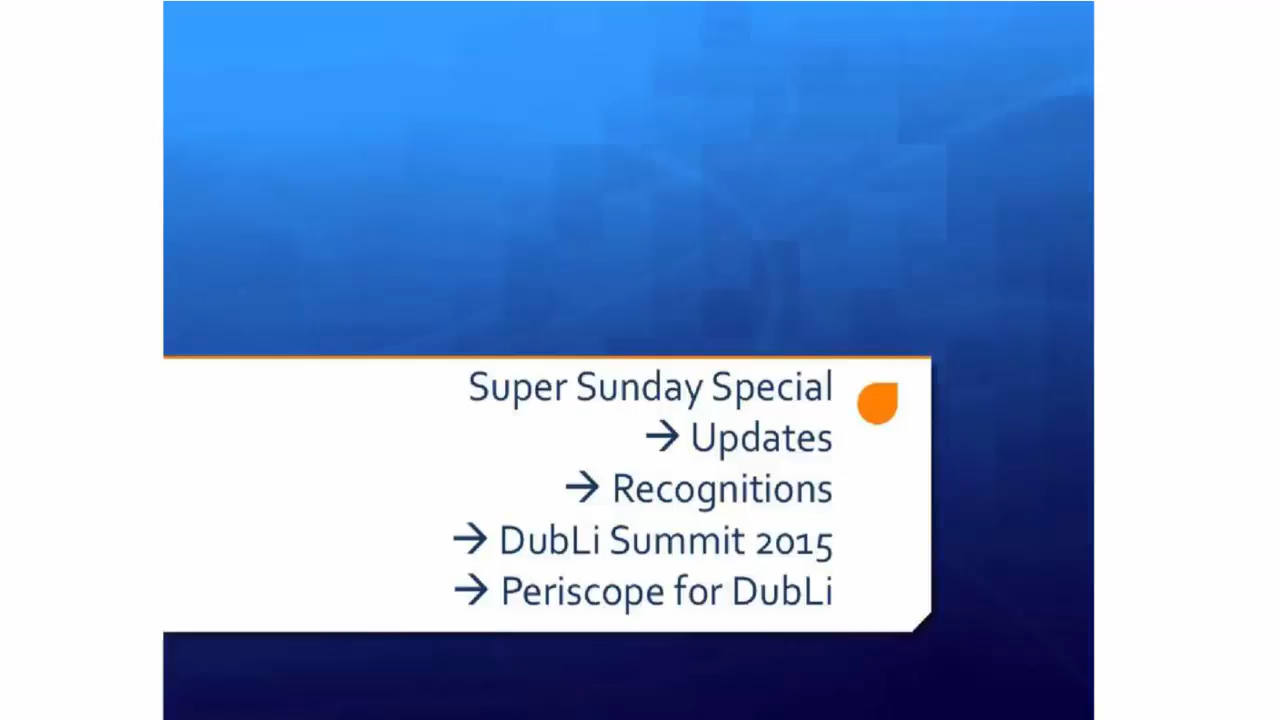 Super Sunday Special
→ Updates
→ Recognitions
→ DubLi Summit 2015
→ Periscope for DubLi